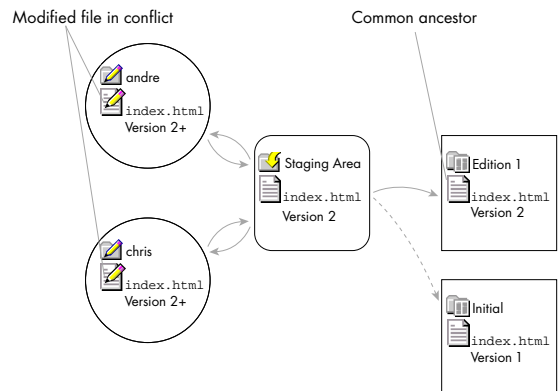 Modified file in conflict
Common ancestor
andre
index.html
Version 2+
Staging Area
index.html
Version 2
Edition 1
index.html
Version 2
chris
index.html
Version 2+
Initial
index.html
Version 1